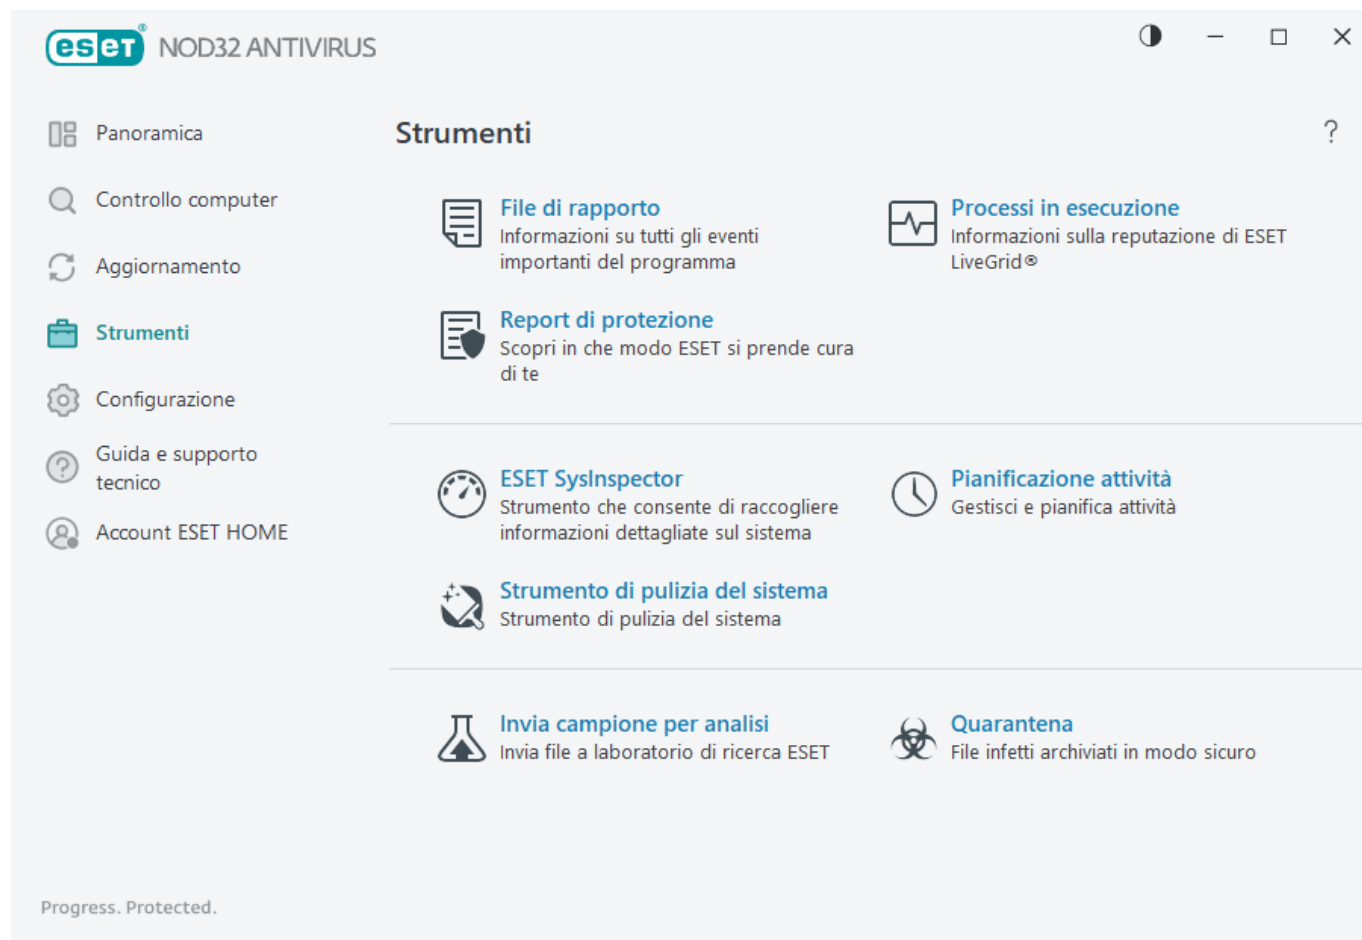 eset® NOD32 ANTIVIRUS
Panoramica
Controllo computer
Aggiornamento
Strumenti
Configurazione
Guida e supporto
tecnico
Account ESET HOME
Strumenti
?
File di rapporto
Informazioni su tutti gli eventi
importanti del programma
Processi in esecuzione
Informazioni sulla reputazione di ESET
LiveGrid®
Report di protezione
Scopri in che modo ESET si prende cura
di te
ESET SysInspector
Strumento che consente di raccogliere
informazioni dettagliate sul sistema
Pianificazione attività
Gestisci e pianifica attività
Strumento di pulizia del sistema
Strumento di pulizia del sistema
Invia campione per analisi
Invia file a laboratorio di ricerca ESET
Quarantena
File infetti archiviati in modo sicuro
Progress. Protected.